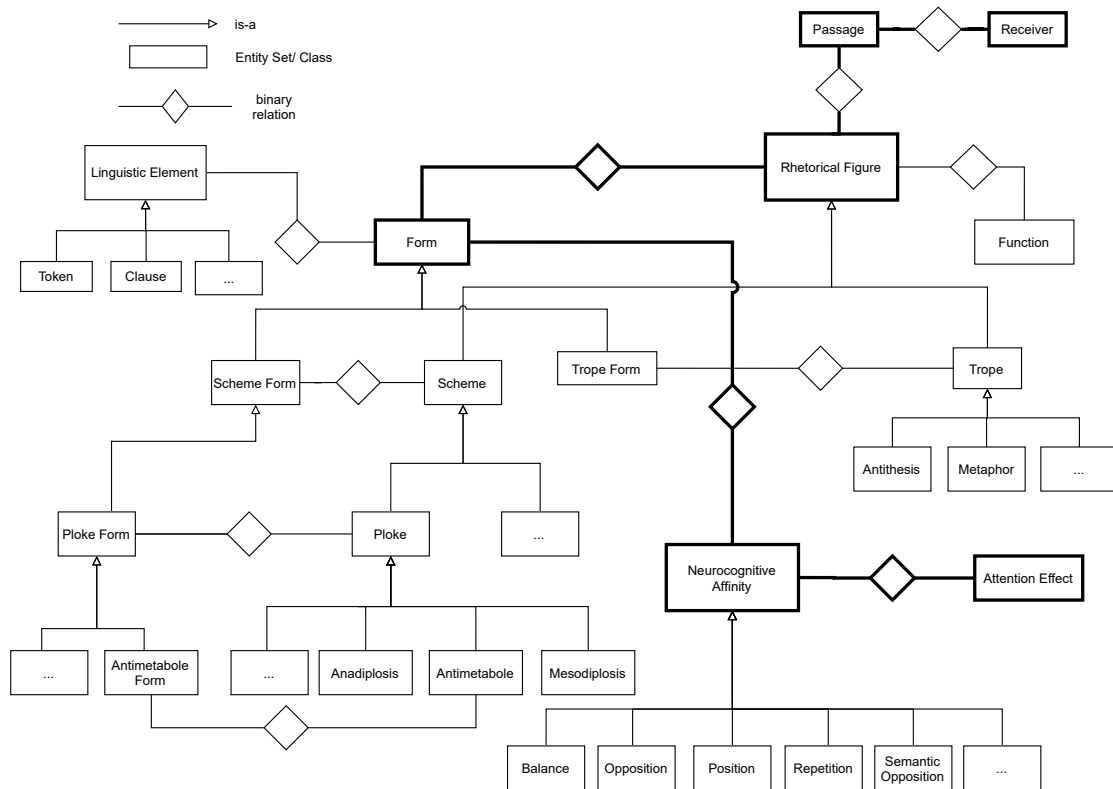 is-a
Entity Set/ Class
binary
relation
Passage
Receiver
Linguistic Element
Rhetorical Figure
Form
Function
Token
Clause
...
Scheme Form
Scheme
Trope Form
Trope
Antithesis
Metaphor
...
Ploke Form
Ploke
...
Neurocognitive
Affinity
Attention Effect
...
Antimetabole
Form
...
Anadiplosis
Antimetabole
Mesodiplosis
Balance
Opposition
Position
Repetition
Semantic
Opposition
...